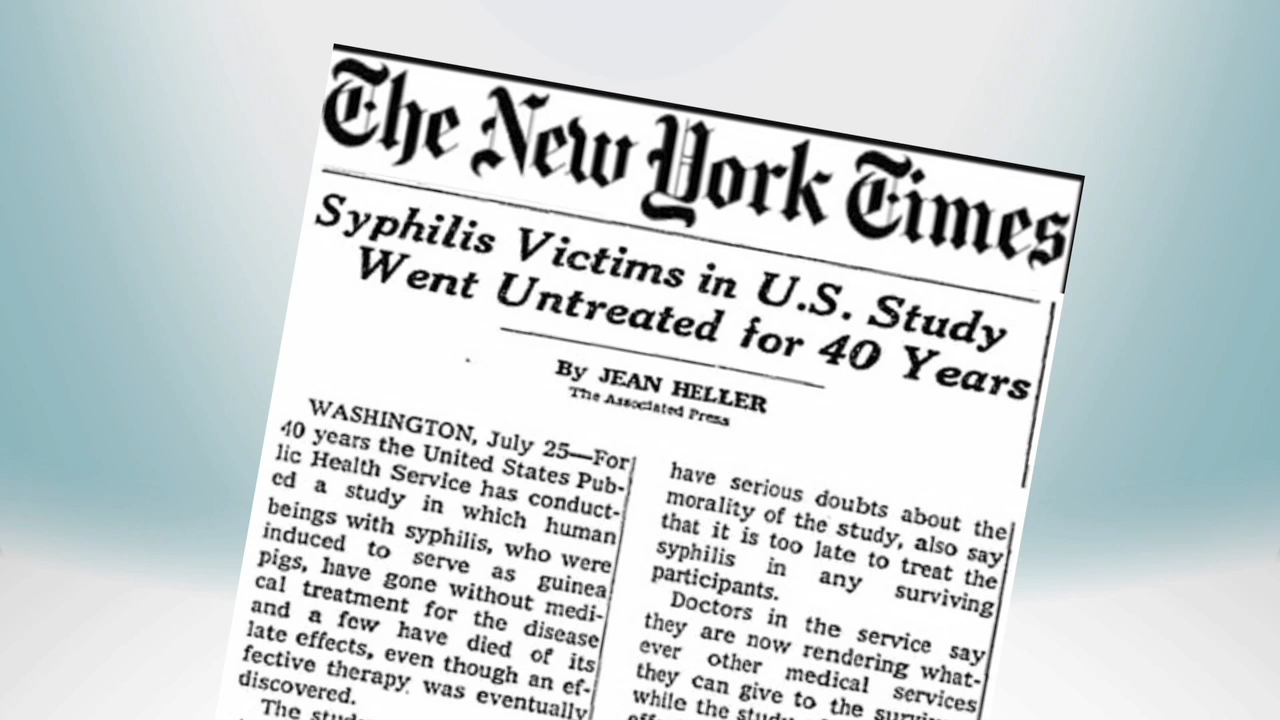 The New York Times
Syphilis Victims in U.S. Study
Went Untreated for 40 Years
By JEAN HELLER
The Associated Press
WASHINGTON, July 25—For
40 years the United States Pub-
lic Health Service has conduct-
ed a study in which human
beings with syphilis, who were
induced to serve as guinea
pigs, have gone without medi-
cal treatment for the disease
and a few have died of its
late effects, even though an ef-
fective therapy was eventually
discovered.
The
have serious doubts about the
morality of the study, also say
that it is too late to treat the
syphilis in any surviving
participants.
Doctors in the service say
they are now rendering what-
ever other medical services
they can give to the
while the study